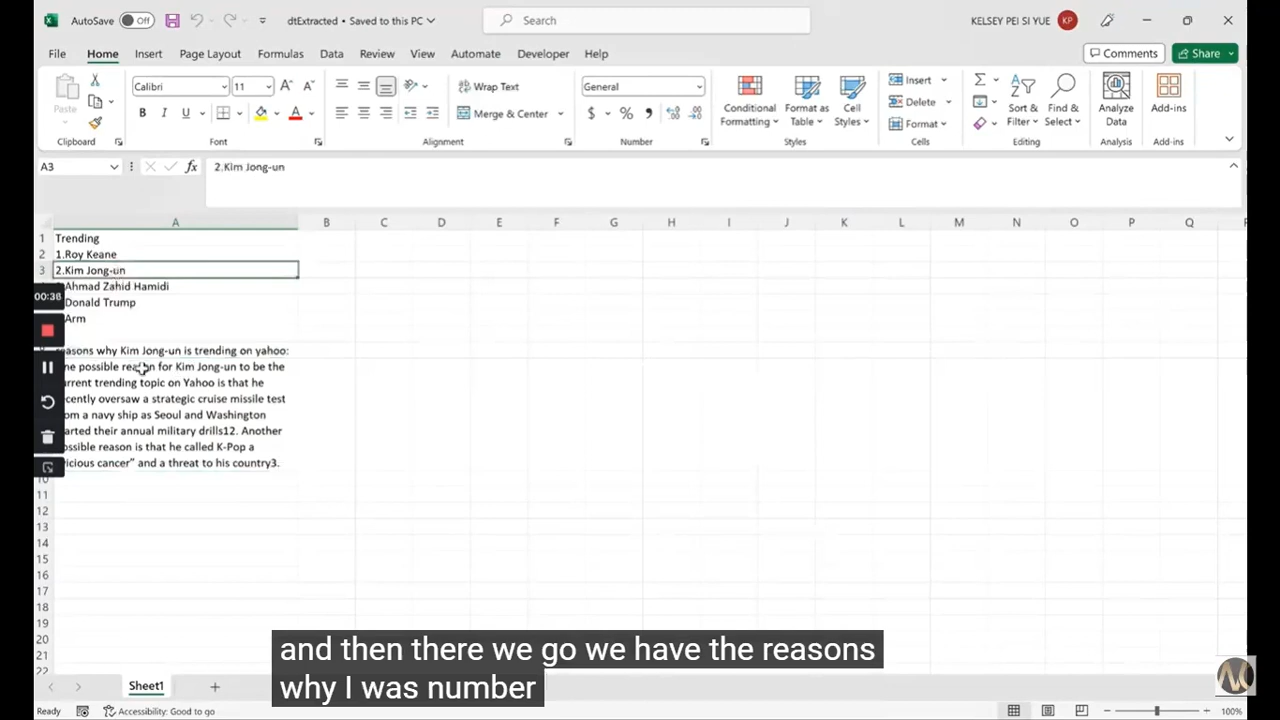 AutoSave Off dtExtracted • Saved to this PC Search KELSEY PEI SI YUE KP
File Home Insert Page Layout Formulas Data Review View Automate Developer Help Comments Share
Paste Calibri 11 B I U Wrap Text Merge & Center General $ % Conditional Formatting Format as Table Cell Styles Insert Delete Format Sort & Filter Find & Select Analyze Data Add-ins
Clipboard Font Alignment Number Styles Cells Editing Analysis Add-ins
A3 fx 2.Kim Jong-un
A B C D E F G H I J K L M N O P Q
1 Trending
2 1.Roy Keane
3 2.Kim Jong-un
Ahmad Zahid Hamidi
00:36 Donald Trump
Arm
easons why Kim Jong-un is trending on yahoo:
ne possible reason for Kim Jong-un to be the
urrent trending topic on Yahoo is that he
ecently oversaw a strategic cruise missile test
om a navy ship as Seoul and Washington
arted their annual military drills12. Another
ossible reason is that he called K-Pop a
icious cancer” and a threat to his country3.
10
11
12
13
14
15
16
17
18
19
20
21
22
and then there we go we have the reasons
why I was number
Sheet1
Ready Accessibility: Good to go 100%